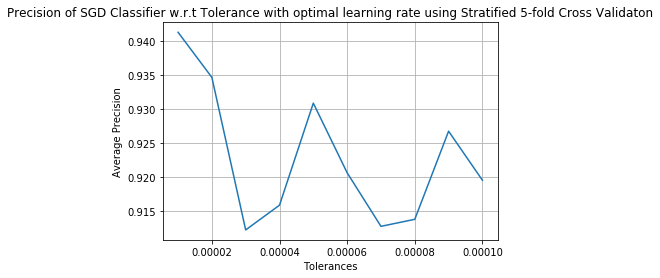 Precision of SGD Classifier w.r.t Tolerance with optimal learning rate using Stratified 5-fold Cross Validaton
0.940
0.935
0.930
0.925
0.920
0.915
Average Precision
0.00002 0.00004 0.00006 0.00008 0.00010
Tolerances